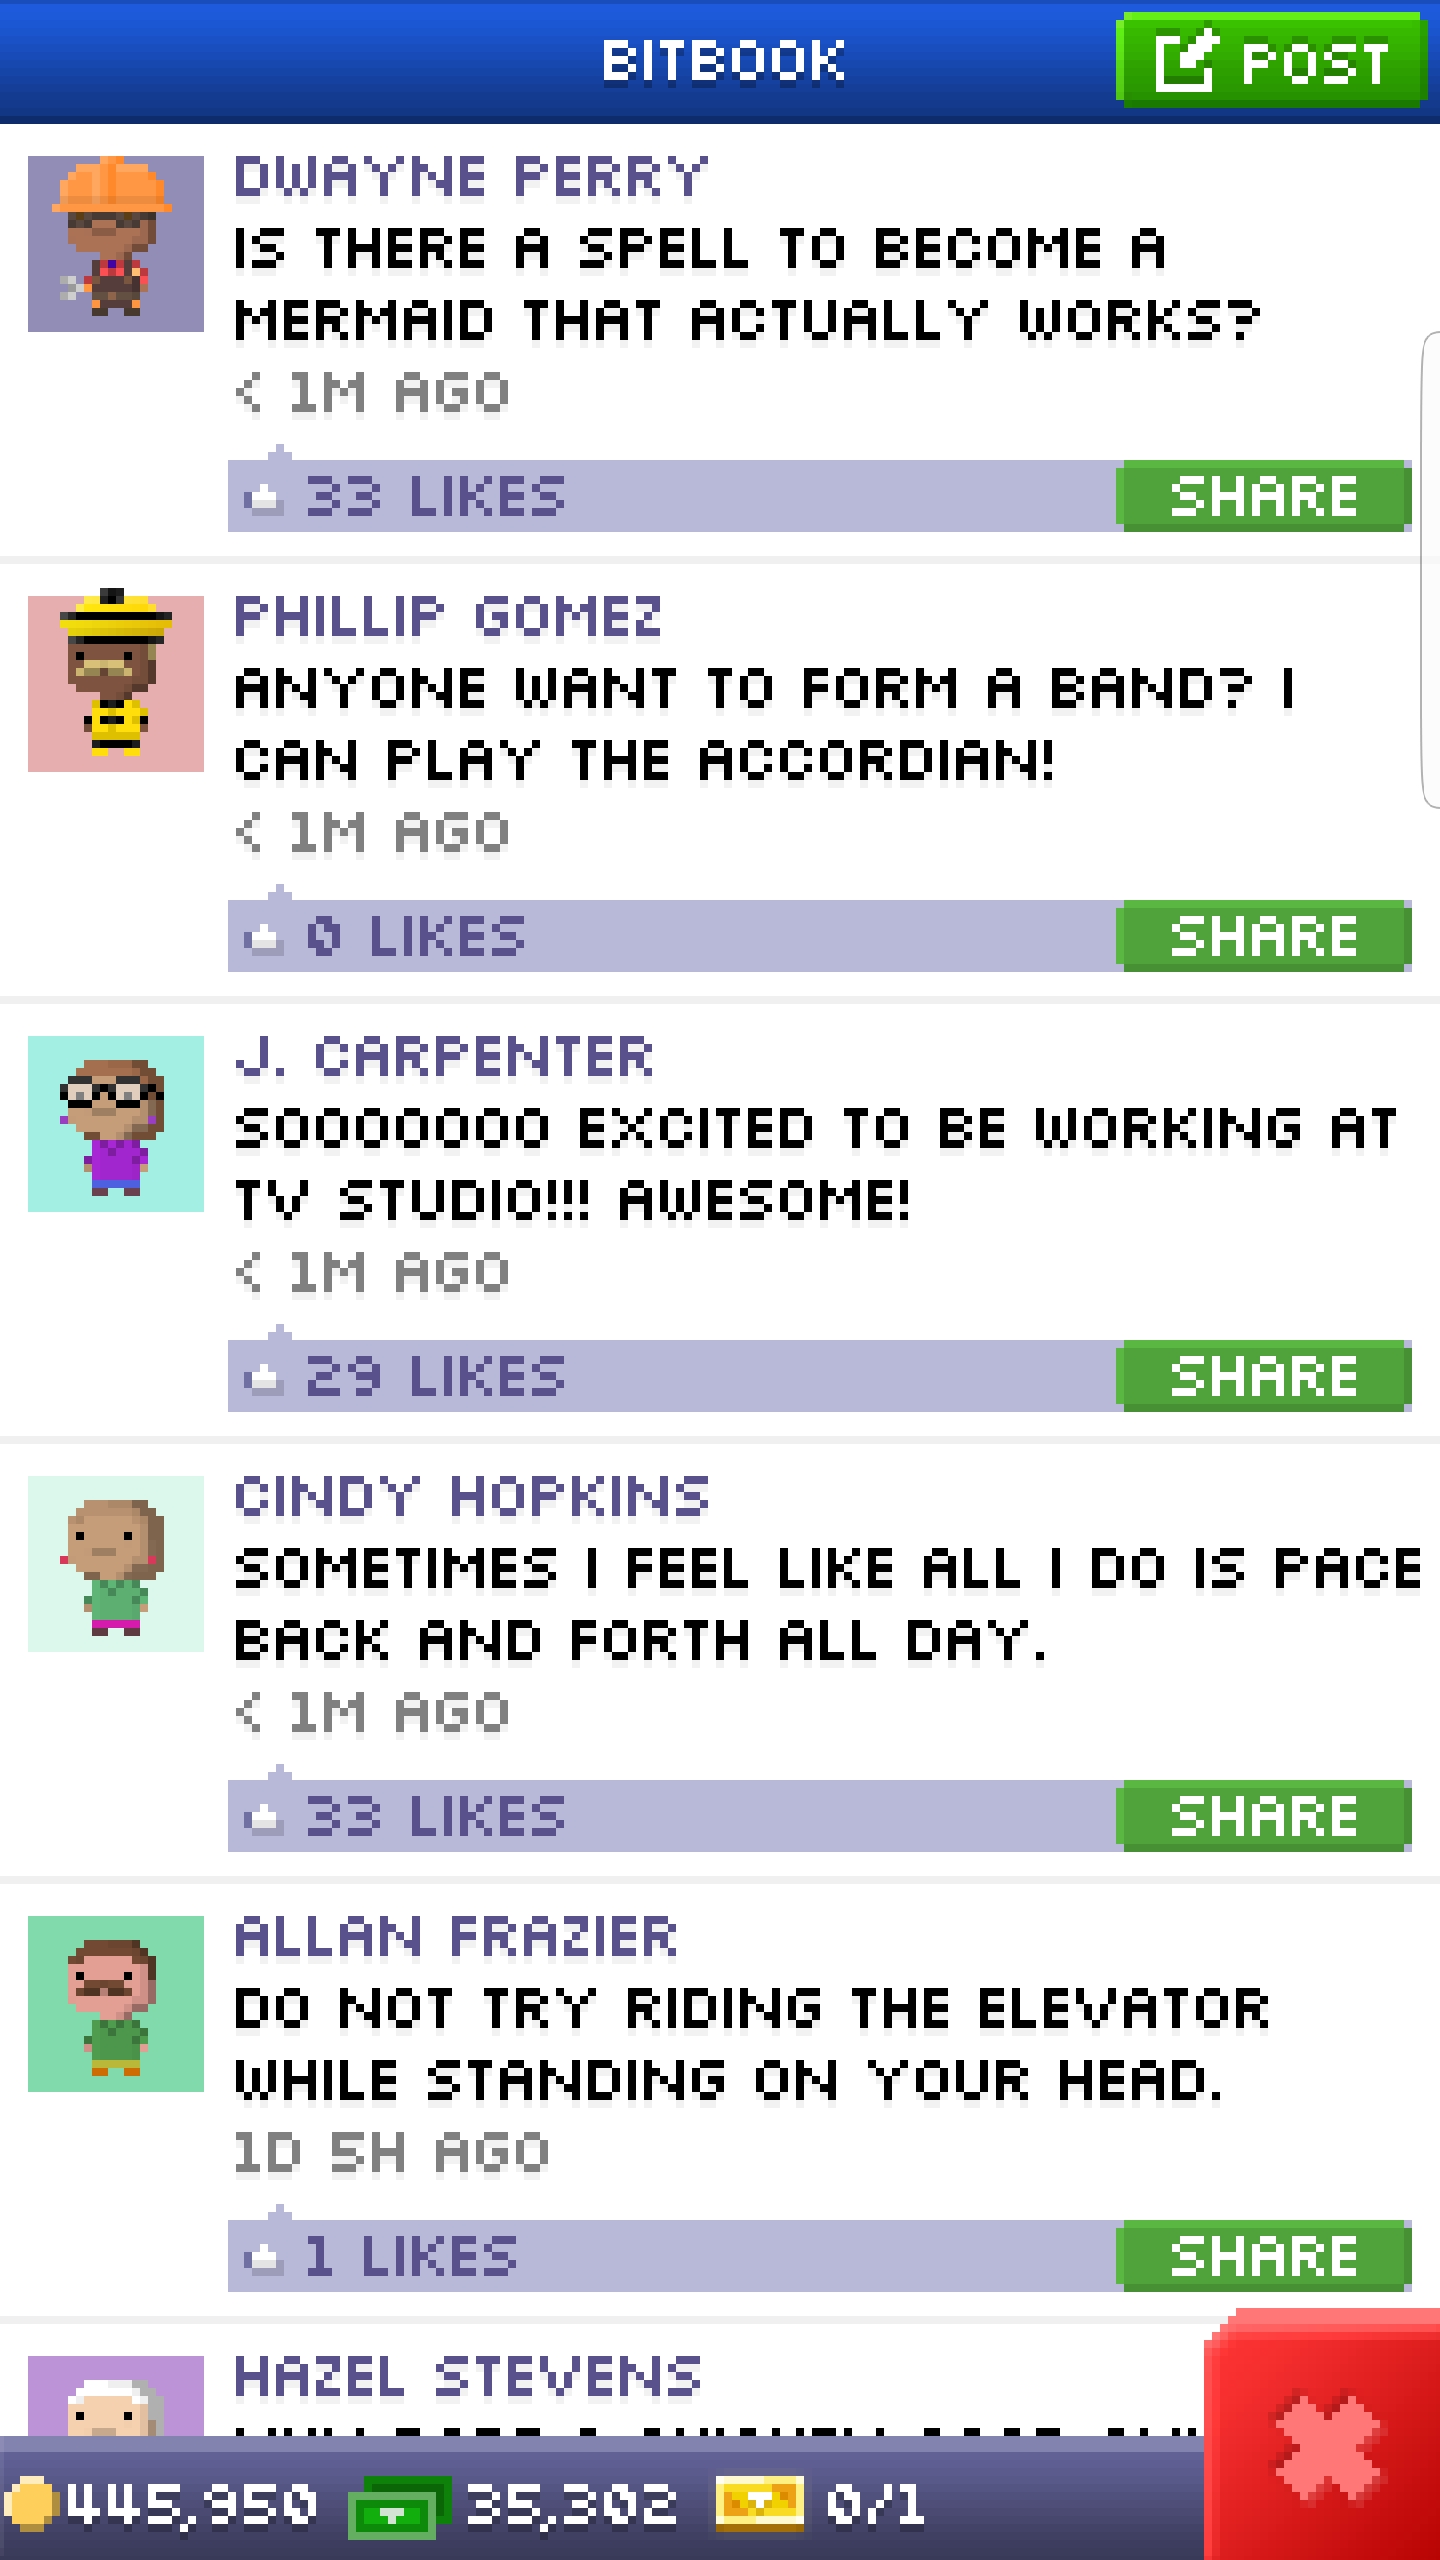 BITBOOK
POST
DWAYNE PERRY
IS THERE A SPELL TO BECOME A
MERMAID THAT ACTUALLY WORKS?
< 1M AGO
33 LIKES
SHARE
PHILLIP GOMEZ
ANYONE WANT TO FORM A BAND? I
CAN PLAY THE ACCORDIAN!
< 1M AGO
0 LIKES
SHARE
J. CARPENTER
SOOOOOOO EXCITED TO BE WORKING AT
TV STUDIO!!! AWESOME!
< 1M AGO
29 LIKES
SHARE
CINDY HOPKINS
SOMETIMES I FEEL LIKE ALL I DO IS PACE
BACK AND FORTH ALL DAY.
< 1M AGO
33 LIKES
SHARE
ALLAN FRAZIER
DO NOT TRY RIDING THE ELEVATOR
WHILE STANDING ON YOUR HEAD.
1D 5H AGO
1 LIKES
SHARE
HAZEL STEVENS
445,950 35,302 0/1